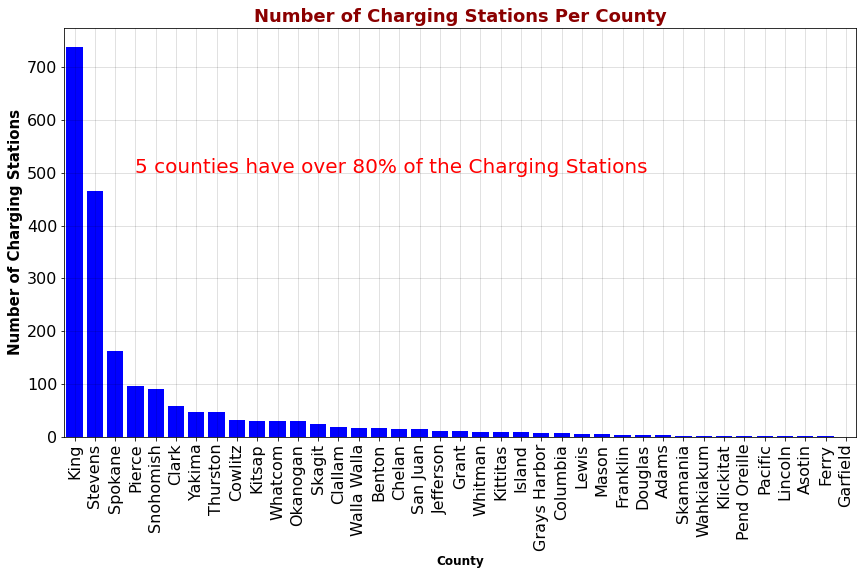 Number of Charging Stations Per County
Number of Charging Stations
700
600
500
400
300
200
100
0
5 counties have over 80% of the Charging Stations
King
Stevens
Spokane
Pierce
Snohomish
Clark
Yakima
Thurston
Cowlitz
Kitsap
Whatcom
Okanogan
Skagit
Clallam
Walla Walla
Benton
Chelan
San Juan
Jefferson
Grant
Whitman
Kittitas
Island
Grays Harbor
Columbia
Lewis
Mason
Franklin
Douglas
Adams
Skamania
Wahkiakum
Klickitat
Pend Oreille
Pacific
Lincoln
Asotin
Ferry
Garfield
County